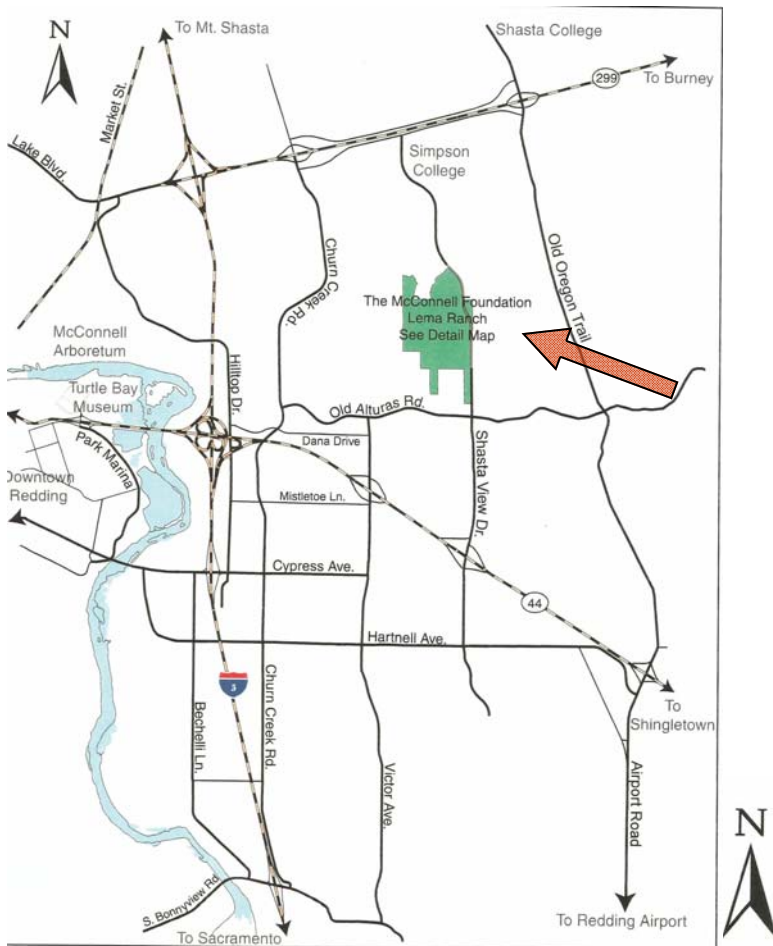 To Mt. Shasta
Shasta College
N
299
To Burney
Market St.
Lake Blvd.
Simpson
College
Churn Creek Rd.
Old Oregon Trail
The McConnell Foundation
Lema Ranch
See Detail Map
McConnell
Arboretum
Hilltop Dr.
Turtle Bay
Museum
Old Alturas Rd.
Dana Drive
Park Marina
Downtown
Redding
Mistletoe Ln.
Shasta View Dr.
Cypress Ave.
44
Hartnell Ave.
5
Churn Creek Rd.
Bechelli Ln.
To
Shingletown
Victor Ave.
Airport Road
N
S. Bonnyview Rd.
To Sacramento
To Redding Airport